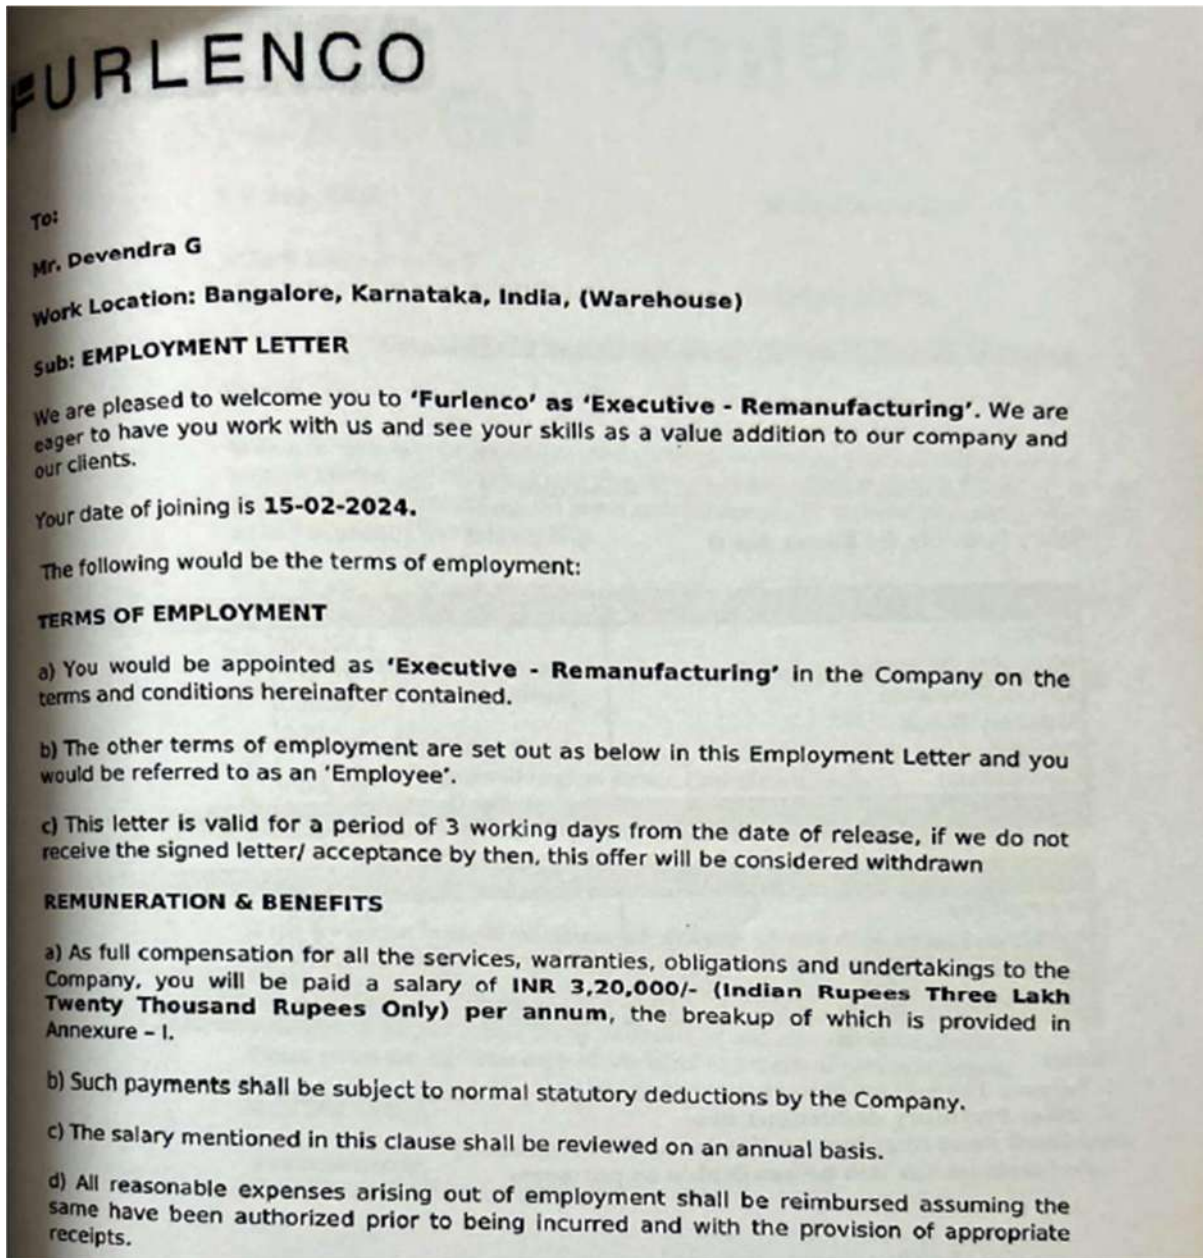 FURLENCO
To:
Mr. Devendra G
Work Location: Bangalore, Karnataka, India, (Warehouse)
Sub: EMPLOYMENT LETTER
We are pleased to welcome you to ‘Furlenco’ as ‘Executive - Remanufacturing’. We are
eager to have you work with us and see your skills as a value addition to our company and
our clients.
Your date of joining is 15-02-2024.
The following would be the terms of employment:
TERMS OF EMPLOYMENT
a) You would be appointed as ‘Executive - Remanufacturing’ in the Company on the
terms and conditions hereinafter contained.
b) The other terms of employment are set out as below in this Employment Letter and you
would be referred to as an ‘Employee’.
c) This letter is valid for a period of 3 working days from the date of release, if we do not
receive the signed letter/ acceptance by then, this offer will be considered withdrawn
REMUNERATION & BENEFITS
a) As full compensation for all the services, warranties, obligations and undertakings to the
Company, you will be paid a salary of INR 3,20,000/- (Indian Rupees Three Lakh
Twenty Thousand Rupees Only) per annum, the breakup of which is provided in
Annexure – I.
b) Such payments shall be subject to normal statutory deductions by the Company.
c) The salary mentioned in this clause shall be reviewed on an annual basis.
d) All reasonable expenses arising out of employment shall be reimbursed assuming the
same have been authorized prior to being incurred and with the provision of appropriate
receipts.